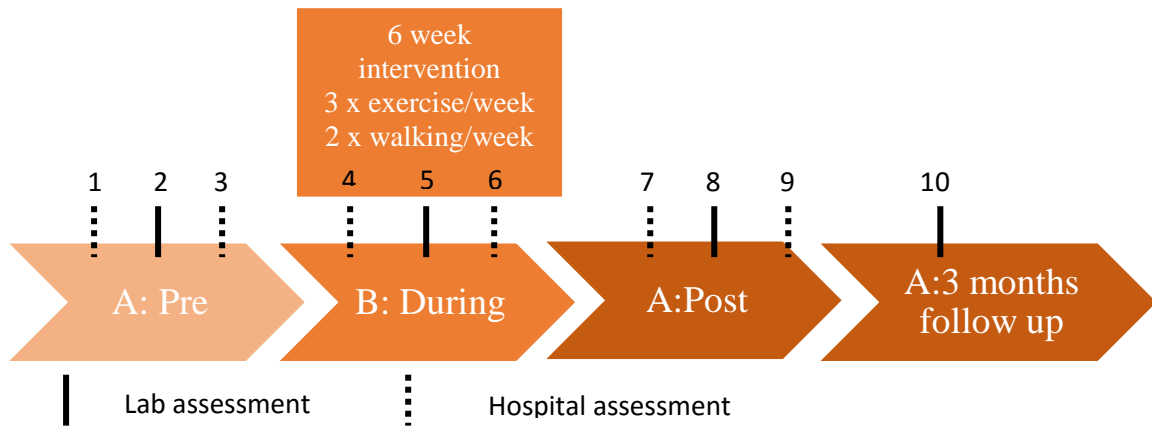 6 week
intervention
3 x exercise/week
2 x walking/week
1 2 3 4 5 6 7 8 9 10
A: Pre
B: During
A:Post
A:3 months
follow up
Lab assessment
Hospital assessment